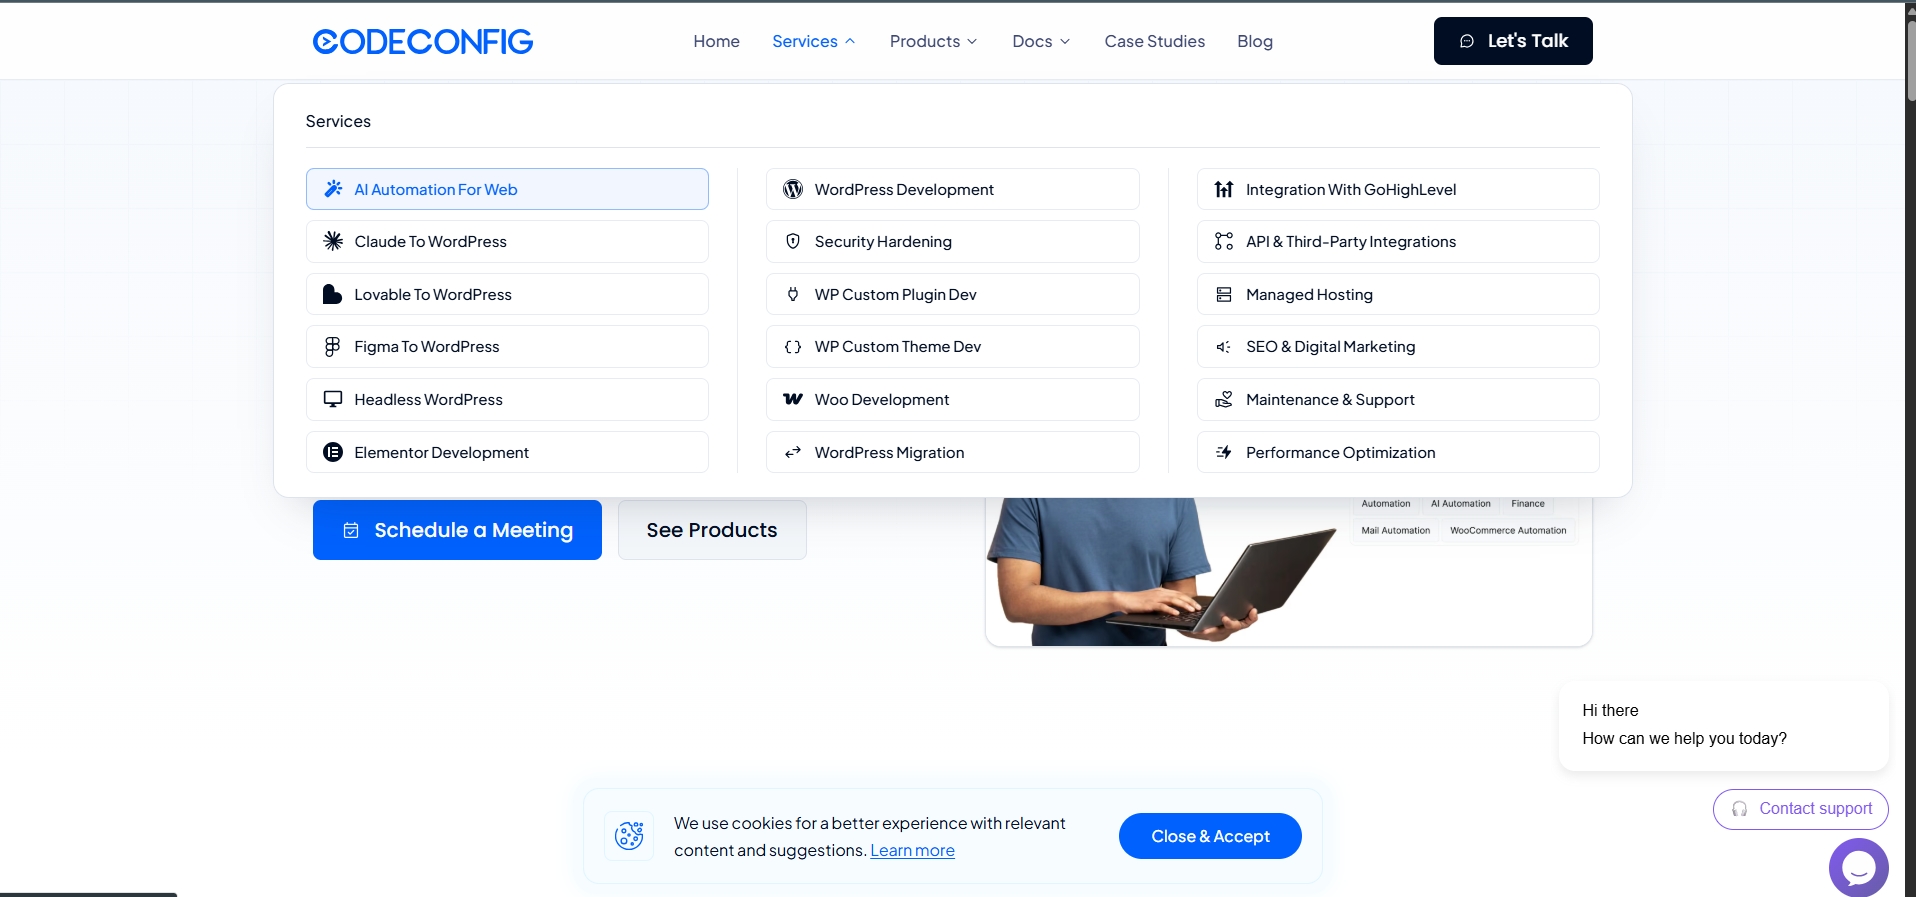 CODECONFIG
Home
Services
Products
Docs
Case Studies
Blog
Let's Talk
Services
AI Automation For Web
Claude To WordPress
Lovable To WordPress
Figma To WordPress
Headless WordPress
Elementor Development
WordPress Development
Security Hardening
WP Custom Plugin Dev
WP Custom Theme Dev
Woo Development
WordPress Migration
Integration With GoHighLevel
API & Third-Party Integrations
Managed Hosting
SEO & Digital Marketing
Maintenance & Support
Performance Optimization
Schedule a Meeting
See Products
Automation
AI Automation
Finance
Mail Automation
WooCommerce Automation
Hi there
How can we help you today?
Contact support
We use cookies for a better experience with relevant
content and suggestions. Learn more
Close & Accept